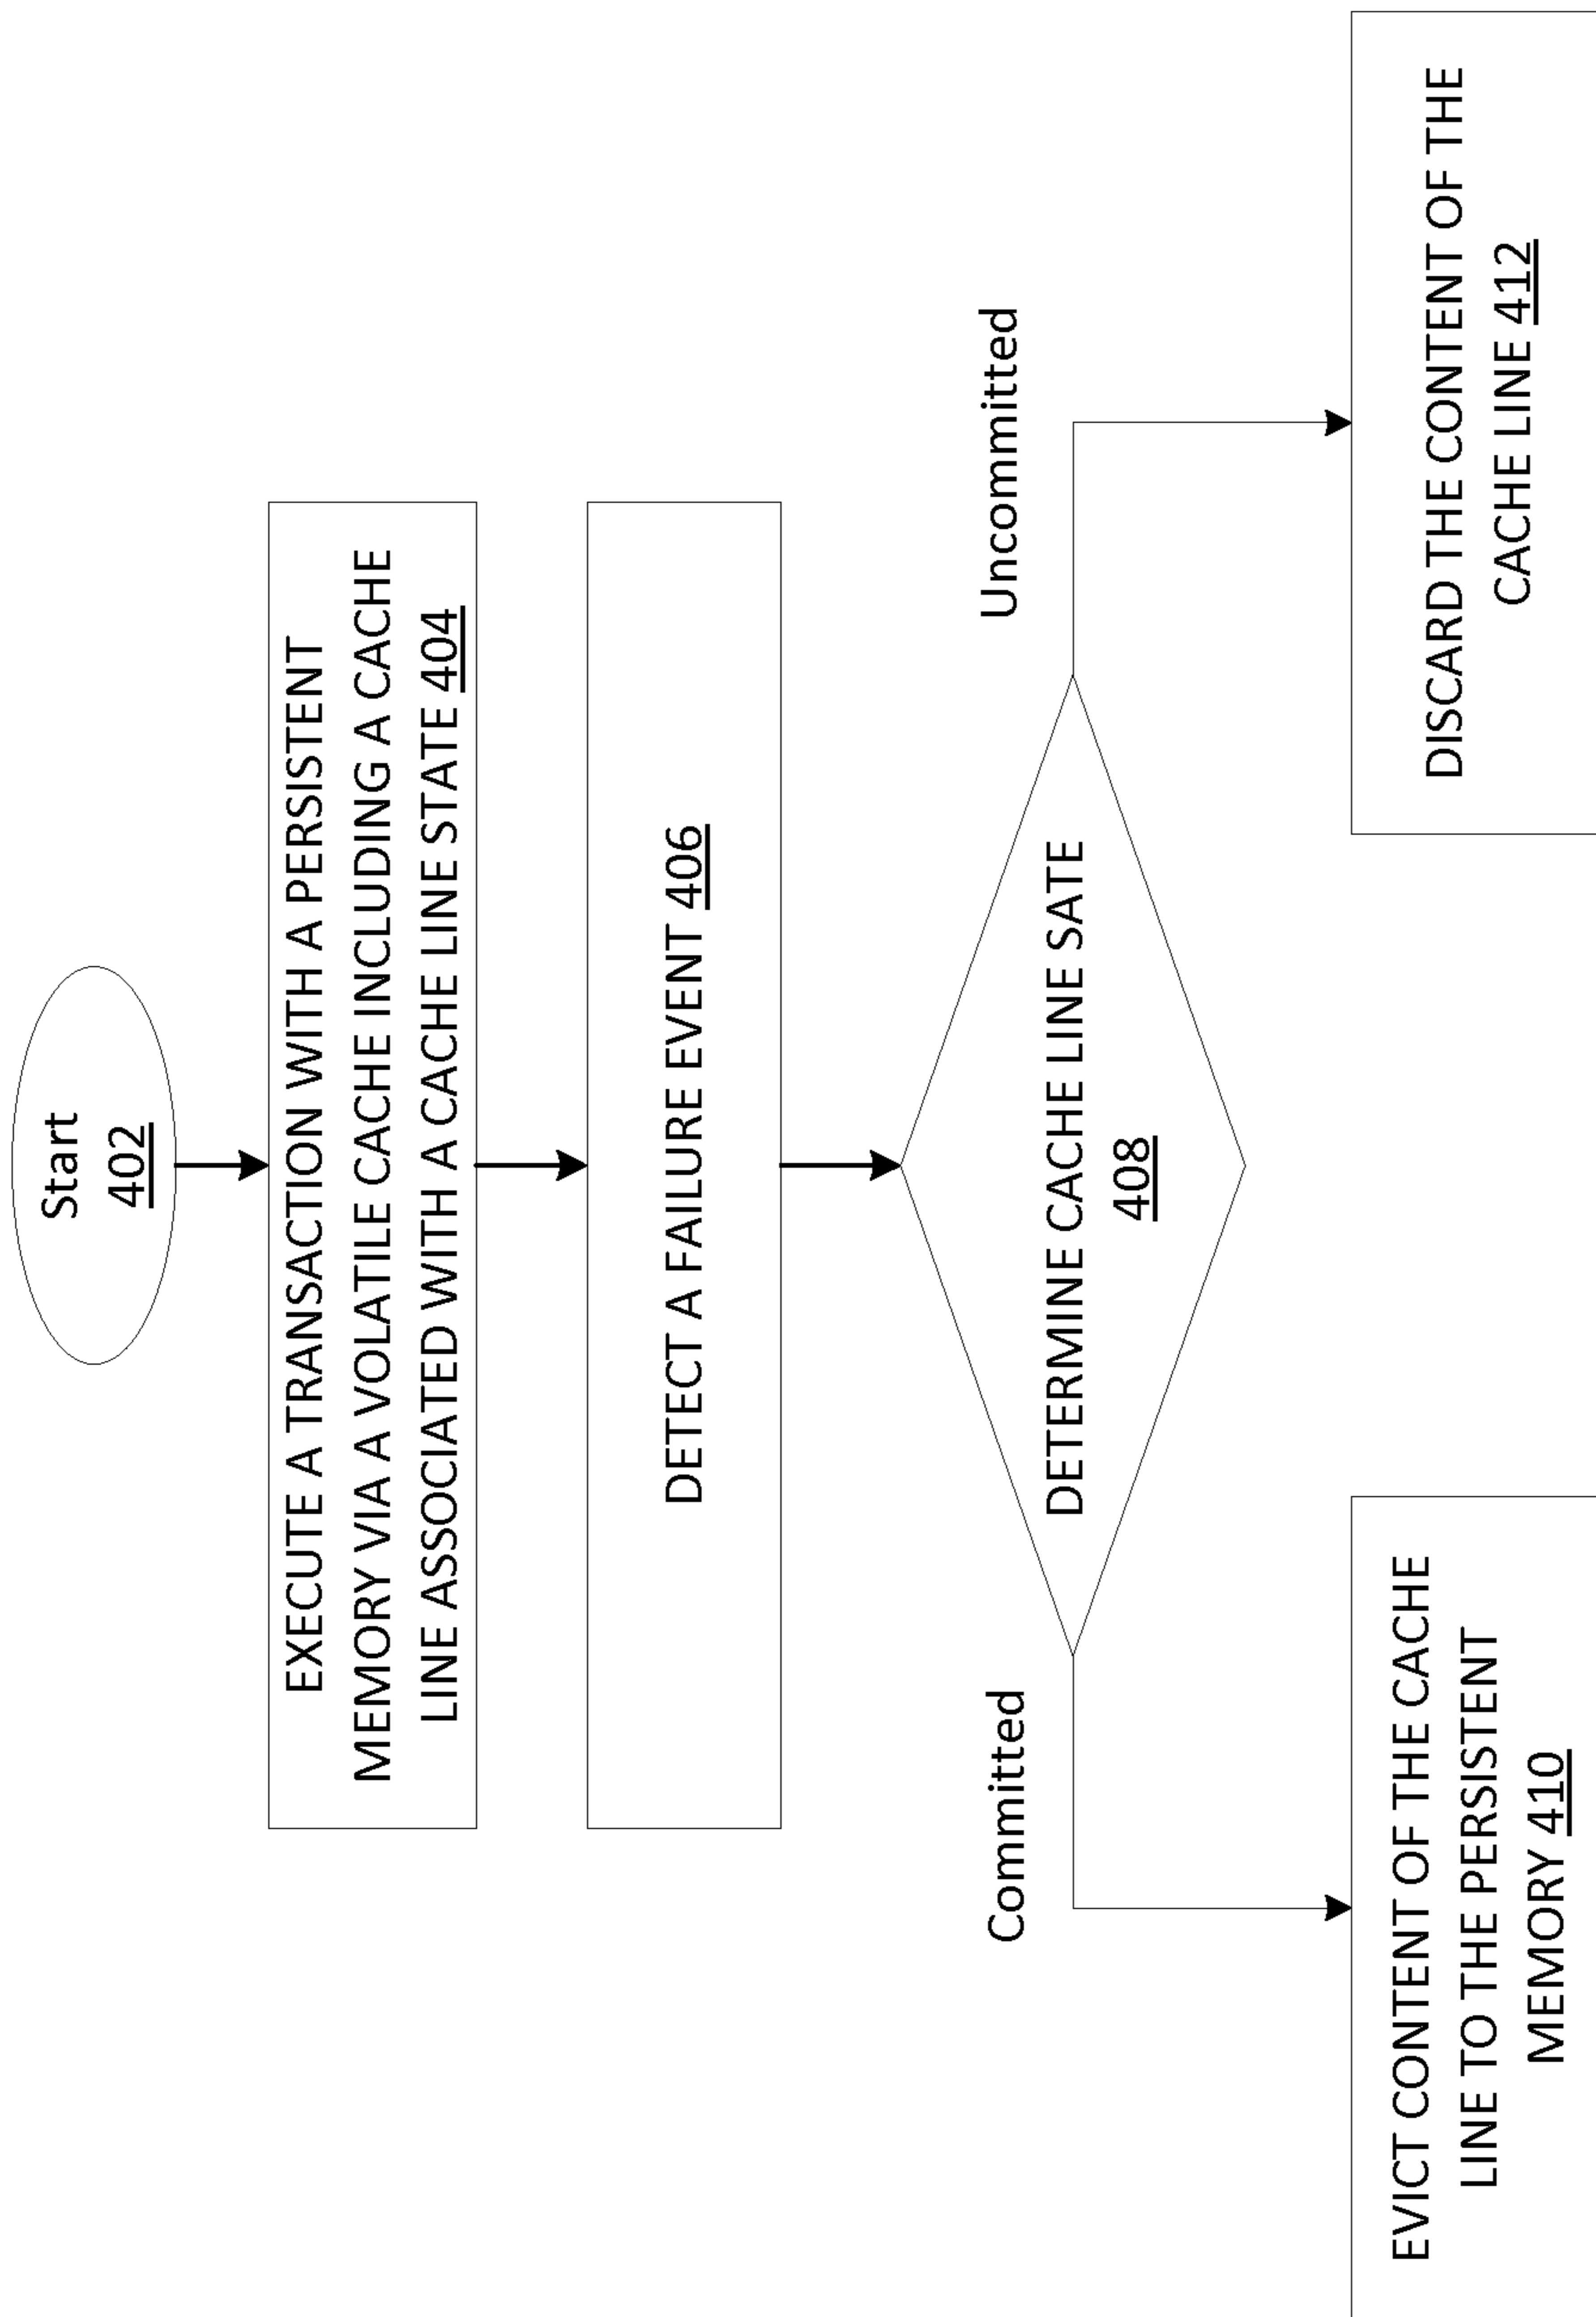 Start
402
EXECUTE A TRANSACTION WITH A PERSISTENT
MEMORY VIA A VOLATILE CACHE INCLUDING A CACHE
LINE ASSOCIATED WITH A CACHE LINE STATE 404
DETECT A FAILURE EVENT 406
DETERMINE CACHE LINE SATE
408
Committed
Uncommitted
EVICT CONTENT OF THE CACHE
LINE TO THE PERSISTENT
MEMORY 410
DISCARD THE CONTENT OF THE
CACHE LINE 412